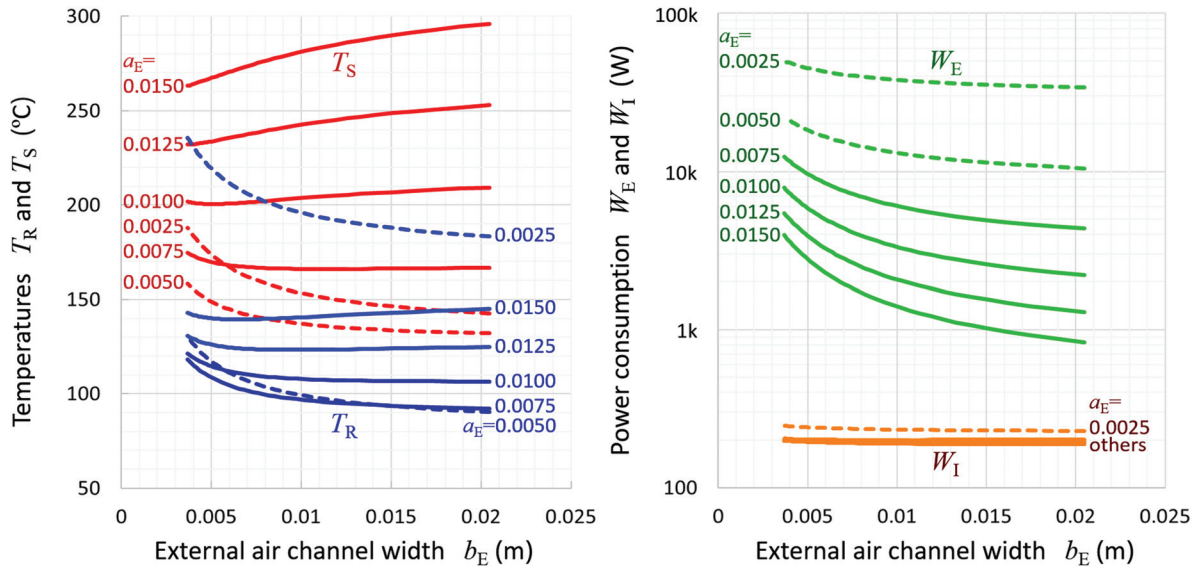 Temperatures T_R and T_S (°C)
300
250
200
150
100
50
a_E=
0.0150
0.0125
0.0100
0.0025
0.0075
0.0050
T_S
0.0025
0.0150
0.0125
0.0100
0.0075
a_E=0.0050
T_R
0
0.005
0.01
0.015
0.02
0.025
External air channel width b_E (m)
Power consumption W_E and W_I (W)
100k
10k
1k
100
a_E=
0.0025
0.0050
0.0075
0.0100
0.0125
0.0150
W_E
a_E=
0.0025
others
W_I
0
0.005
0.01
0.015
0.02
0.025
External air channel width b_E (m)